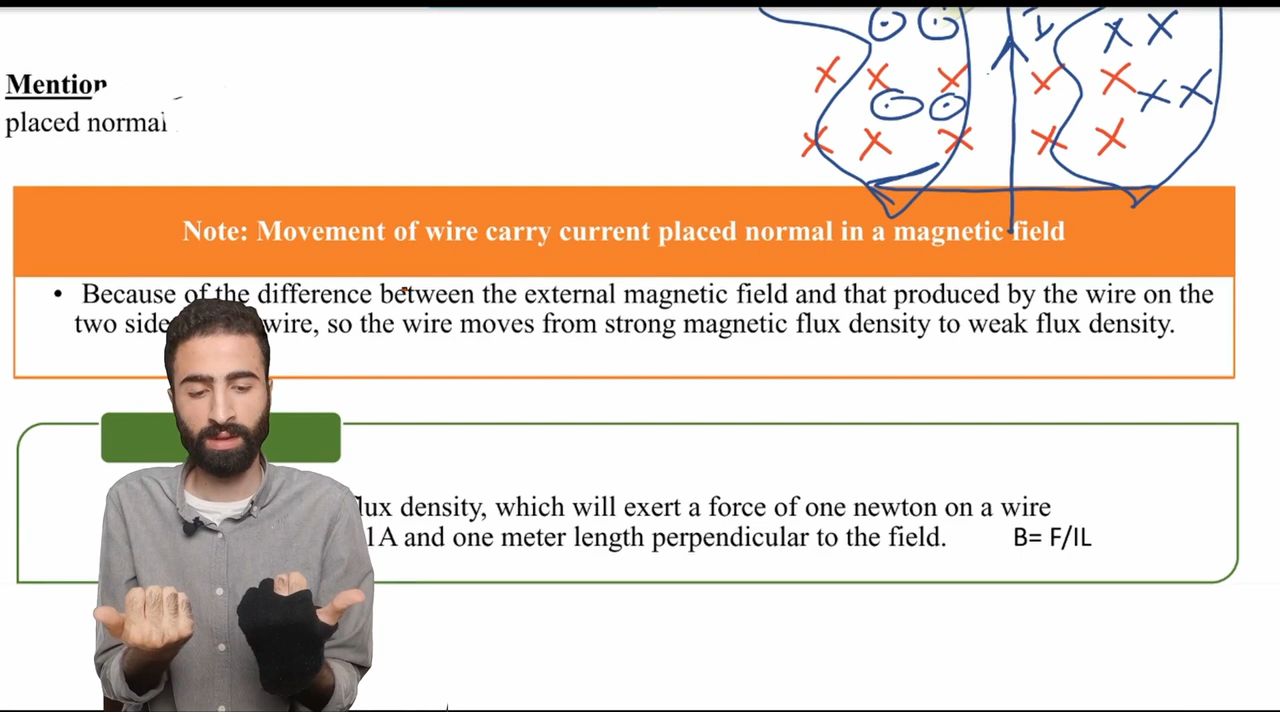 Mention
placed normal
I
Note: Movement of wire carry current placed normal in a magnetic field
• Because of the difference between the external magnetic field and that produced by the wire on the
two wire, so the wire moves from strong magnetic flux density to weak flux density.
flux density, which will exert a force of one newton on a wire
1A and one meter length perpendicular to the field. B= F/IL